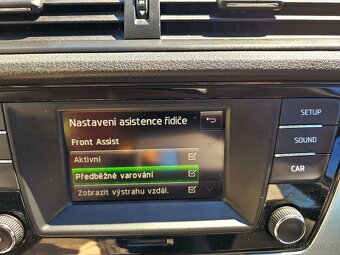 Nastavení asistence řidiče
Front Assist
Aktivní
Předběžné varování
Zobrazit výstrahu vzdál.
SETUP
SOUND
CAR